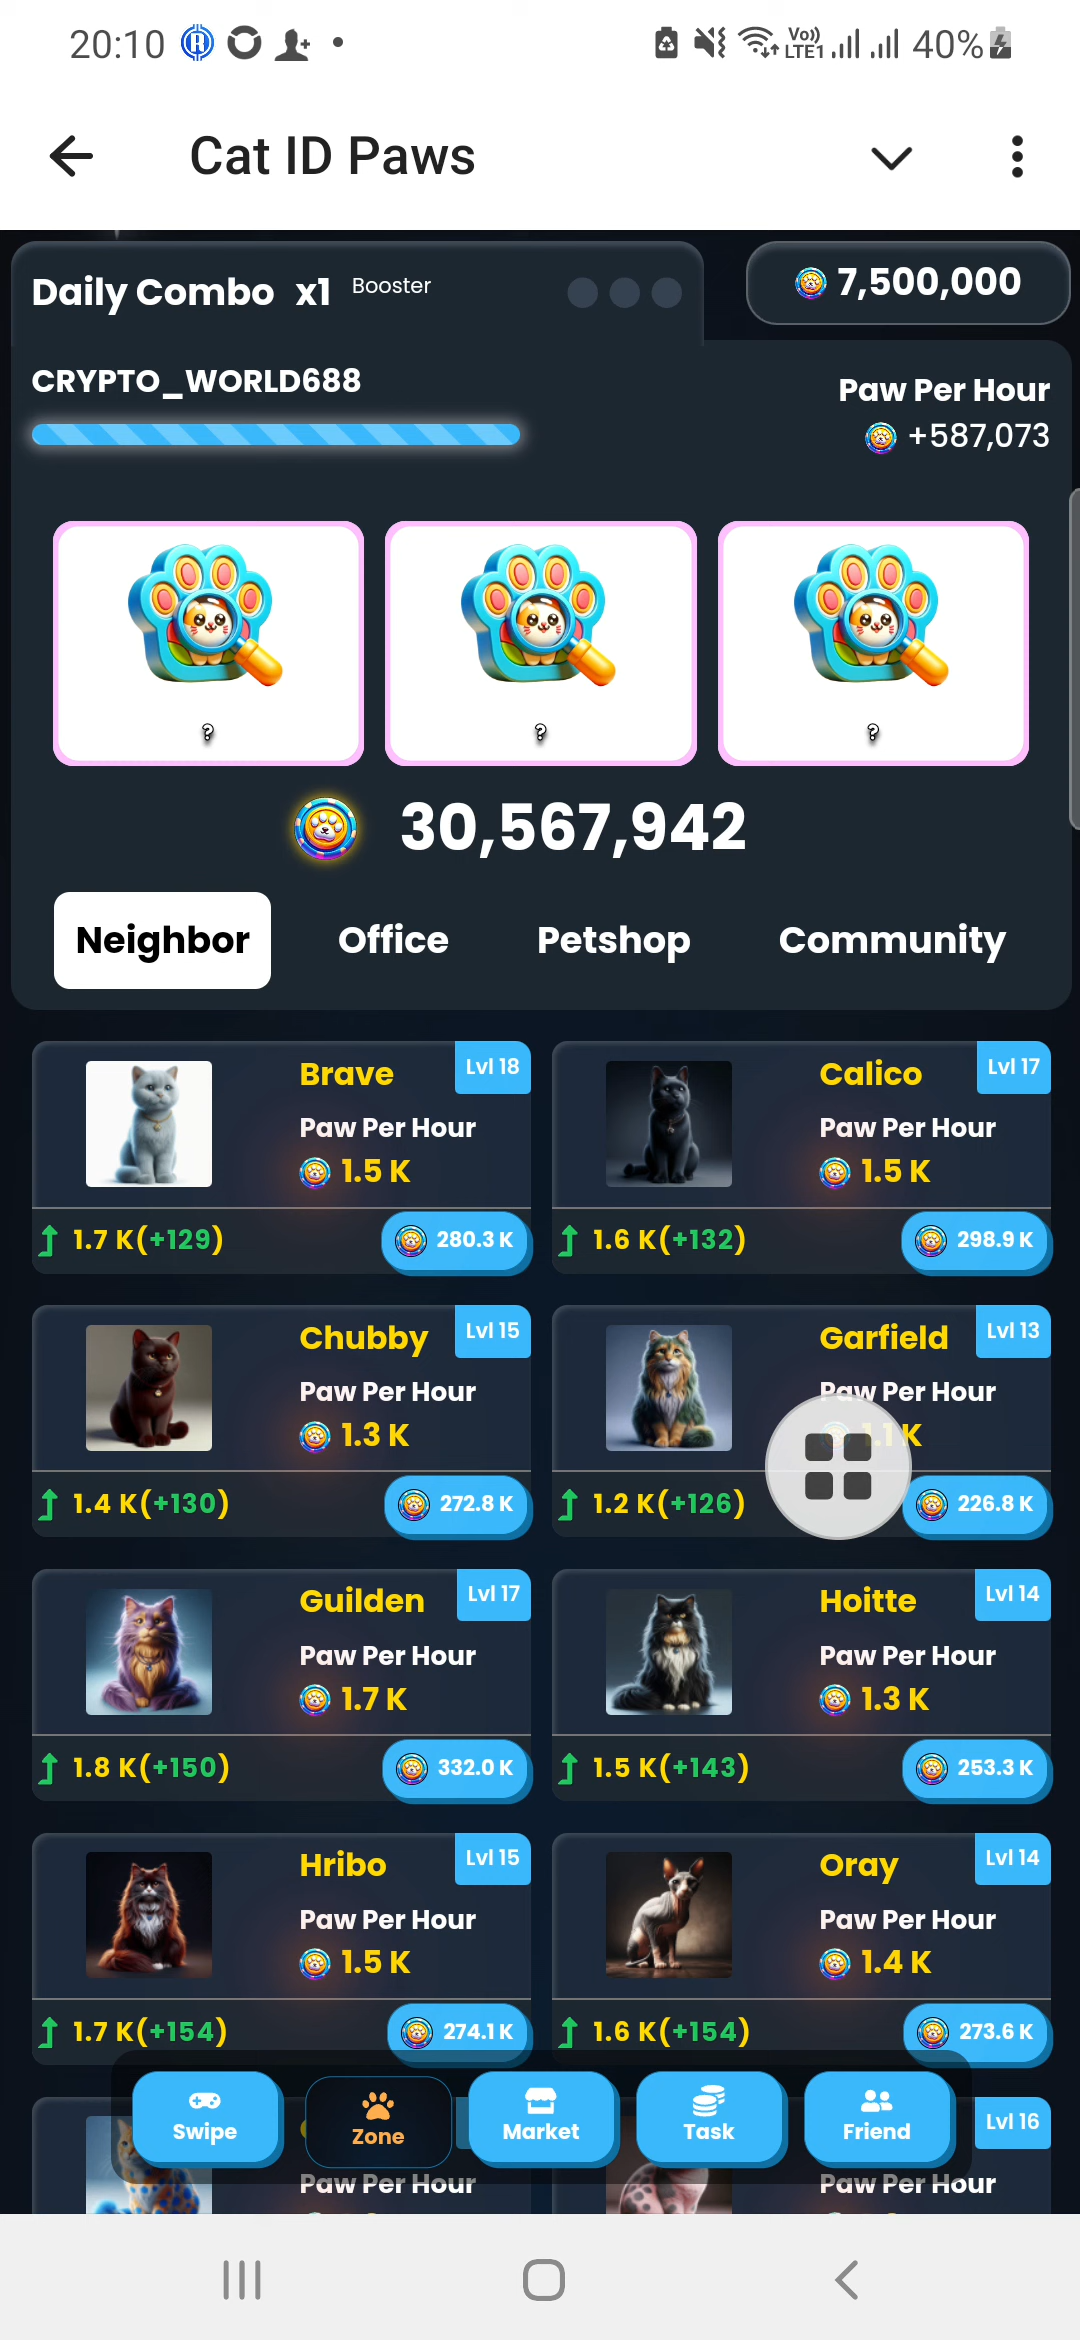 20:10
Vo))
LTE1
40%
Cat ID Paws
Daily Combo x1 Booster
7,500,000
CRYPTO_WORLD688
Paw Per Hour
+587,073
? ? ?
30,567,942
Neighbor Office Petshop Community
Brave Lvl 18
Paw Per Hour
1.5 K
1.7 K(+129) 280.3 K
Calico Lvl 17
Paw Per Hour
1.5 K
1.6 K(+132) 298.9 K
Chubby Lvl 15
Paw Per Hour
1.3 K
1.4 K(+130) 272.8 K
Garfield Lvl 13
Paw Per Hour
1.1 K
1.2 K(+126) 226.8 K
Guilden Lvl 17
Paw Per Hour
1.7 K
1.8 K(+150) 332.0 K
Hoitte Lvl 14
Paw Per Hour
1.3 K
1.5 K(+143) 253.3 K
Hribo Lvl 15
Paw Per Hour
1.5 K
1.7 K(+154) 274.1 K
Oray Lvl 14
Paw Per Hour
1.4 K
1.6 K(+154) 273.6 K
Lvl 16
Swipe Zone Market Task Friend
Paw Per Hour
Paw Per Hour